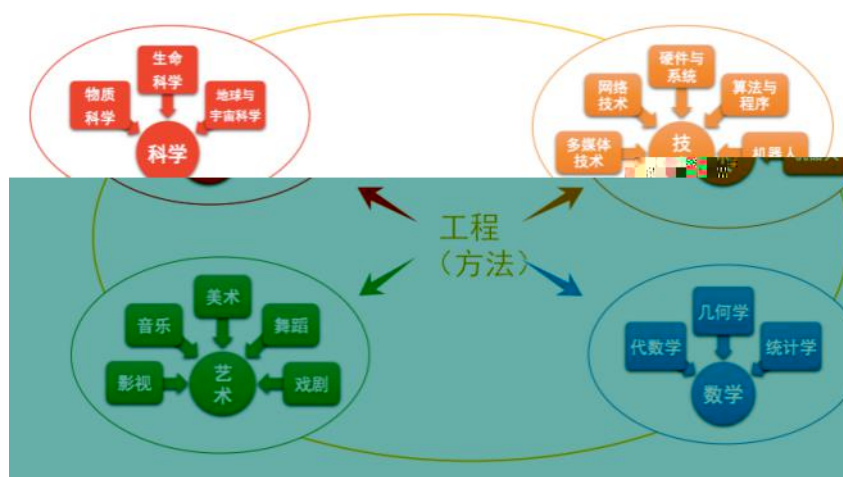 生命
科学
物质
科学
地球与
宇宙科学
科学
硬件与
系统
网络
技术
算法与
程序
多媒体
技术
机器人
技
工程
（方法）
美术
音乐
舞蹈
影视
艺
术
戏剧
几何学
代数学
统计学
数学